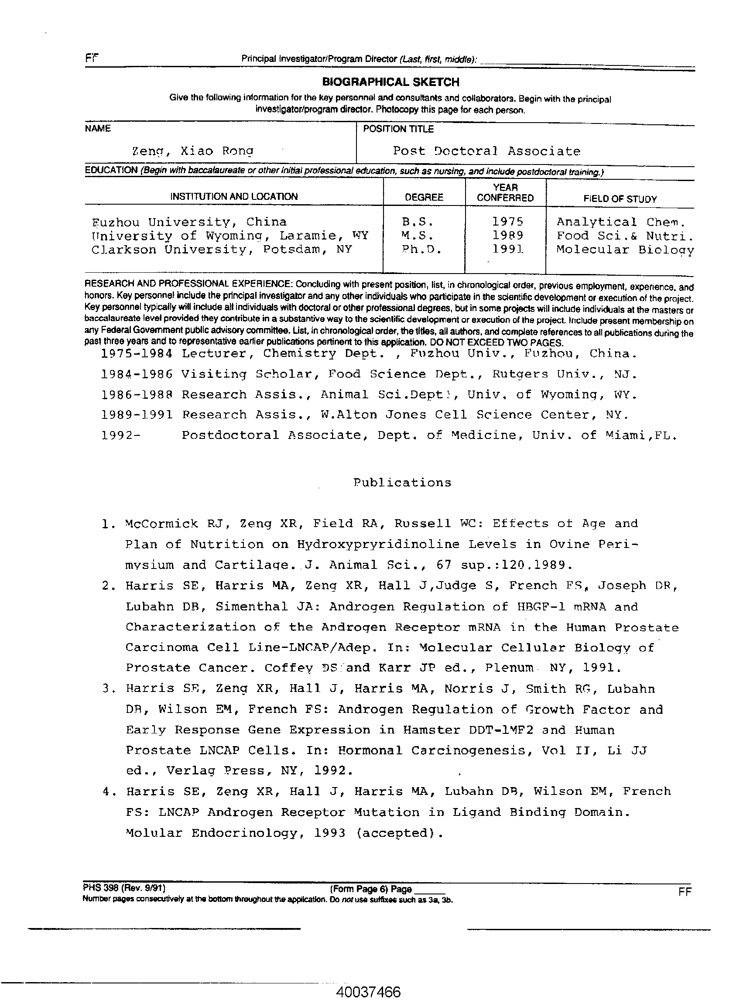 FF Principal Investigator/Program Director (Last, first, middle):
BIOGRAPHICAL SKETCH
Give the following information for the key personnel and consultants and collaborators. Begin with the principal
investigator/program director. Photocopy this page for each person.
NAME POSITION TITLE
Zeng, Xiao Rong Post Doctoral Associate
EDUCATION (Begin with baccalaureate or other initial professional education, such as nursing, and include postdoctoral training.)
INSTITUTION AND LOCATION DEGREE YEAR CONFERRED FIELD OF STUDY
Fuzhou University, China B.S. 1975 Analytical Chem.
University of Wyoming, Laramie, WY M.S. 1989 Food Sci.& Nutri.
Clarkson University, Potsdam, NY Ph.D. 1991 Molecular Biology
RESEARCH AND PROFESSIONAL EXPERIENCE: Concluding with present position, list, in chronological order, previous employment, experience, and
honors. Key personnel include the principal investigator and any other individuals who participate in the scientific development or execution of the project.
Key personnel typically will include all individuals with doctoral or other professional degrees, but in some projects will include individuals at the masters or
baccalaureate level provided they contribute in a substantive way to the scientific development or execution of the project. Include present membership on
any Federal Government public advisory committee. List, in chronological order, the titles, all authors, and complete references to all publications during the
past three years and to representative earlier publications pertinent to this application. DO NOT EXCEED TWO PAGES.
1975-1984 Lecturer, Chemistry Dept. , Fuzhou Univ., Fuzhou, China.
1984-1986 Visiting Scholar, Food Science Dept., Rutgers Univ., NJ.
1986-1988 Research Assis., Animal Sci.Dept., Univ. of Wyoming, WY.
1989-1991 Research Assis., W.Alton Jones Cell Science Center, NY.
1992- Postdoctoral Associate, Dept. of Medicine, Univ. of Miami,FL.
Publications
1. McCormick RJ, Zeng XR, Field RA, Russell WC: Effects of Age and
Plan of Nutrition on Hydroxypryridinoline Levels in Ovine Peri-
mysium and Cartilage. J. Animal Sci., 67 sup.:120.1989.
2. Harris SE, Harris MA, Zeng XR, Hall J,Judge S, French FS, Joseph DR,
Lubahn DB, Simenthal JA: Androgen Regulation of HBGF-1 mRNA and
Characterization of the Androgen Receptor mRNA in the Human Prostate
Carcinoma Cell Line-LNCAP/Adep. In: Molecular Cellular Biology of
Prostate Cancer. Coffey DS and Karr JP ed., Plenum NY, 1991.
3. Harris SE, Zeng XR, Hall J, Harris MA, Norris J, Smith RG, Lubahn
DB, Wilson EM, French FS: Androgen Regulation of Growth Factor and
Early Response Gene Expression in Hamster DDT-1MF2 and Human
Prostate LNCAP Cells. In: Hormonal Carcinogenesis, Vol II, Li JJ
ed., Verlag Press, NY, 1992.
4. Harris SE, Zeng XR, Hall J, Harris MA, Lubahn DB, Wilson EM, French
FS: LNCAP Androgen Receptor Mutation in Ligand Binding Domain.
Molular Endocrinology, 1993 (accepted).
PHS 398 (Rev. 9/91) (Form Page 6) Page FF
Number pages consecutively at the bottom throughout the application. Do not use suffixes such as 3a, 3b.
40037466